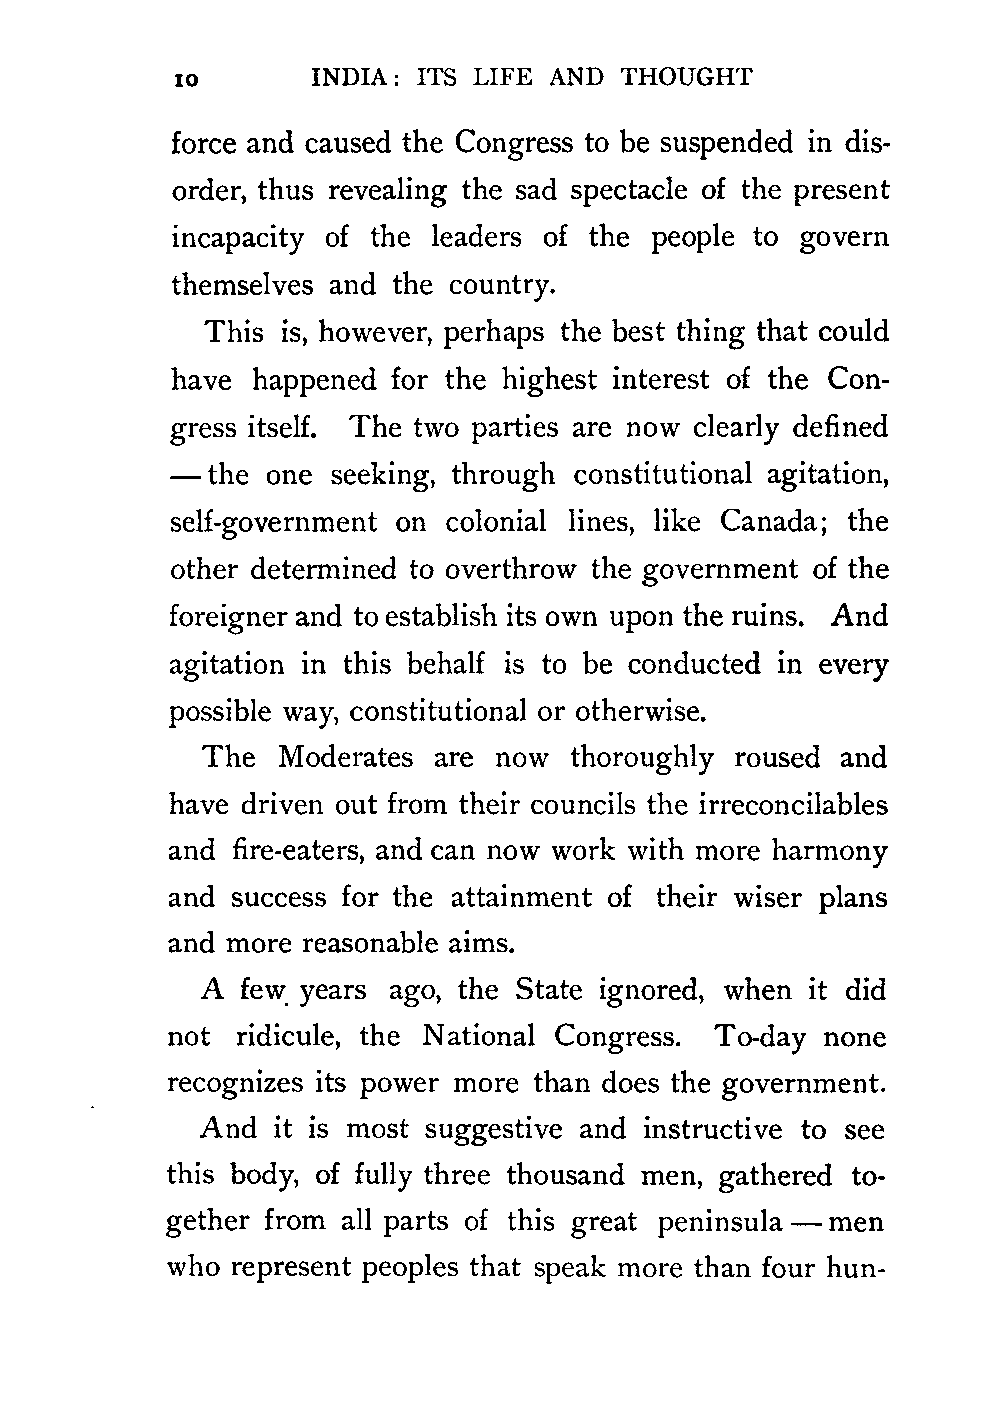 10 INDIA: ITS LIFE AND THOUGHT
force and caused the Congress to be suspended in dis-
order, thus revealing the sad spectacle of the present
incapacity of the leaders of the people to govern
themselves and the country.
This is, however, perhaps the best thing that could
have happened for the highest interest of the Con-
gress itself. The two parties are now clearly defined
— the one seeking, through constitutional agitation,
self-government on colonial lines, like Canada; the
other determined to overthrow the government of the
foreigner and to establish its own upon the ruins. And
agitation in this behalf is to be conducted in every
possible way, constitutional or otherwise.
The Moderates are now thoroughly roused and
have driven out from their councils the irreconcilables
and fire-eaters, and can now work with more harmony
and success for the attainment of their wiser plans
and more reasonable aims.
A few years ago, the State ignored, when it did
not ridicule, the National Congress. To-day none
recognizes its power more than does the government.
And it is most suggestive and instructive to see
this body, of fully three thousand men, gathered to-
gether from all parts of this great peninsula — men
who represent peoples that speak more than four hun-